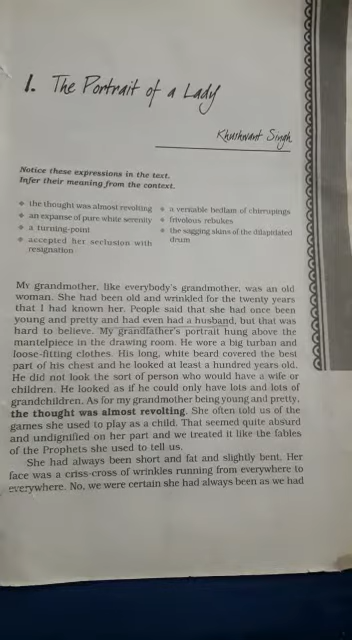 1. The Portrait of a Lady
Khushwant Singh
Notice these expressions in the text.
Infer their meaning from the context.
❖ the thought was almost revolting
❖ an expanse of pure white serenity
❖ a turning-point
❖ accepted her seclusion with
resignation
❖ a veritable bedlam of chirrupings
❖ frivolous rebukes
❖ the sagging skins of the dilapidated
drum
My grandmother, like everybody's grandmother, was an old
woman. She had been old and wrinkled for the twenty years
that I had known her. People said that she had once been
young and pretty and had even had a husband, but that was
hard to believe. My grandfather's portrait hung above the
mantelpiece in the drawing room. He wore a big turban and
loose-fitting clothes. His long, white beard covered the best
part of his chest and he looked at least a hundred years old.
He did not look the sort of person who would have a wife or
children. He looked as if he could only have lots and lots of
grandchildren. As for my grandmother being young and pretty,
the thought was almost revolting. She often told us of the
games she used to play as a child. That seemed quite absurd
and undignified on her part and we treated it like the fables
of the Prophets she used to tell us.
She had always been short and fat and slightly bent. Her
face was a criss-cross of wrinkles running from everywhere to
everywhere. No, we were certain she had always been as we had